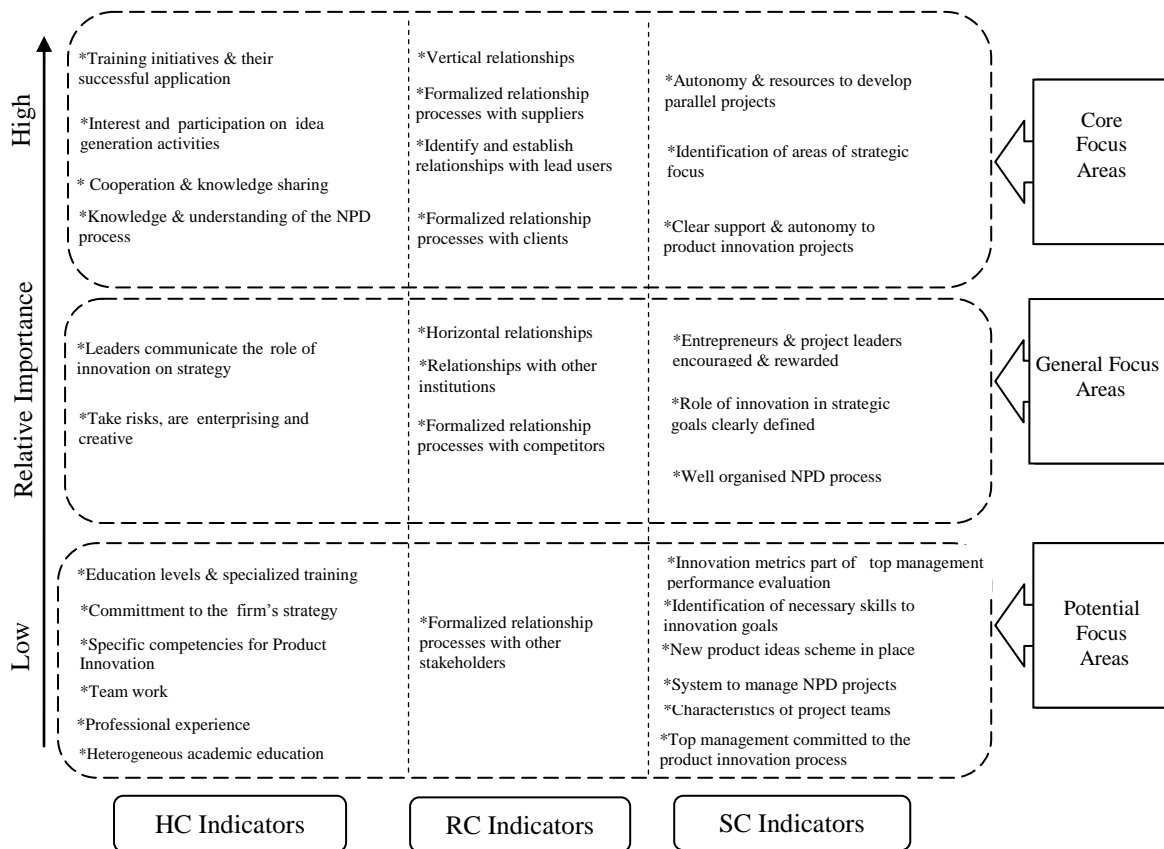 High
Relative Importance
Low
*Training initiatives & their
successful application
*Interest and participation on idea
generation activities
* Cooperation & knowledge sharing
*Knowledge & understanding of the NPD
process
*Vertical relationships
*Formalized relationship
processes with suppliers
*Identify and establish
relationships with lead users
*Formalized relationship
processes with clients
*Autonomy & resources to develop
parallel projects
*Identification of areas of strategic
focus
*Clear support & autonomy to
product innovation projects
Core
Focus
Areas
*Leaders communicate the role of
innovation on strategy
*Take risks, are enterprising and
creative
*Horizontal relationships
*Relationships with other
institutions
*Formalized relationship
processes with competitors
*Entrepreneurs & project leaders
encouraged & rewarded
*Role of innovation in strategic
goals clearly defined
*Well organised NPD process
General Focus
Areas
*Education levels & specialized training
*Committment to the firm's strategy
*Specific competencies for Product
Innovation
*Team work
*Professional experience
*Heterogeneous academic education
*Formalized relationship
processes with other
stakeholders
*Innovation metrics part of top management
performance evaluation
*Identification of necessary skills to
innovation goals
*New product ideas scheme in place
*System to manage NPD projects
*Characteristics of project teams
*Top management committed to the
product innovation process
Potential
Focus
Areas
HC Indicators
RC Indicators
SC Indicators